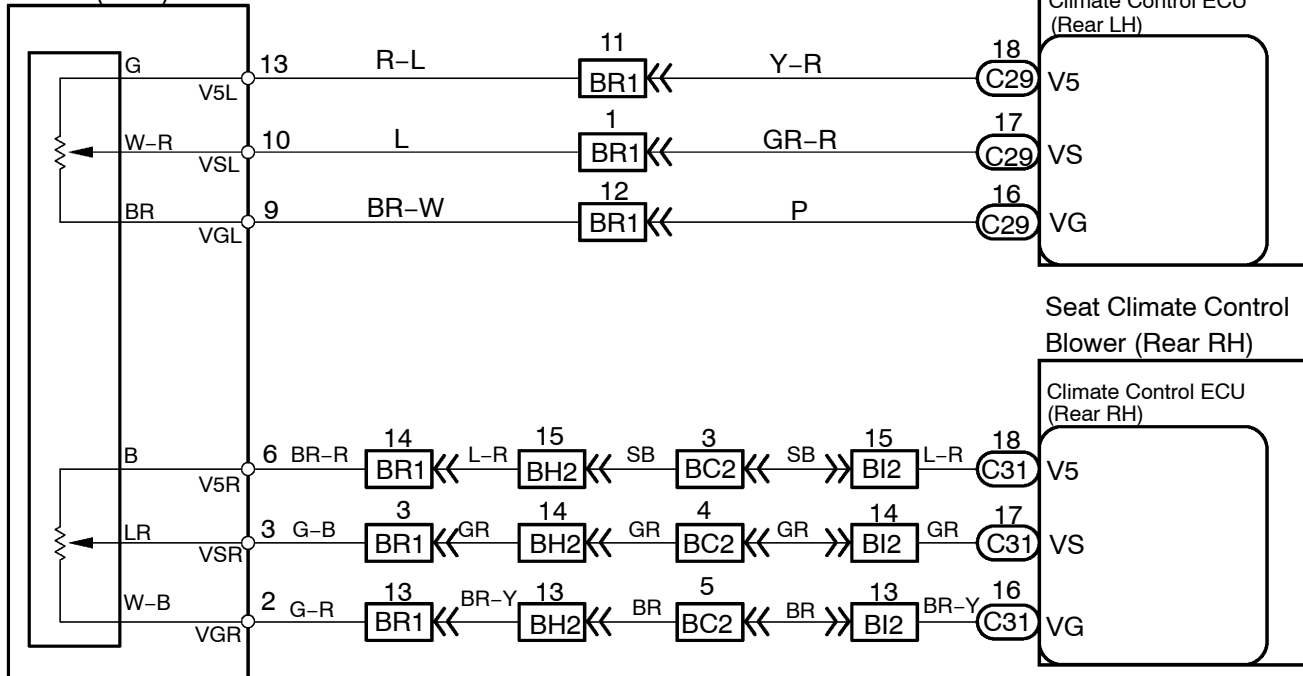 Climate Control ECU
(Rear LH)
G
V5L
13
R–L
11
BR1
Y–R
18
C29
V5
W–R
VSL
10
L
1
BR1
GR–R
17
C29
VS
BR
VGL
9
BR–W
12
BR1
P
16
C29
VG
Seat Climate Control
Blower (Rear RH)
Climate Control ECU
(Rear RH)
B
V5R
6
BR–R
14
BR1
L–R
15
BH2
SB
3
BC2
SB
15
BI2
L–R
18
C31
V5
LR
VSR
3
G–B
3
BR1
GR
14
BH2
GR
4
BC2
GR
14
BI2
GR
17
C31
VS
W–B
VGR
2
G–R
13
BR1
BR–Y
13
BH2
BR
5
BC2
BR
13
BI2
BR–Y
16
C31
VG